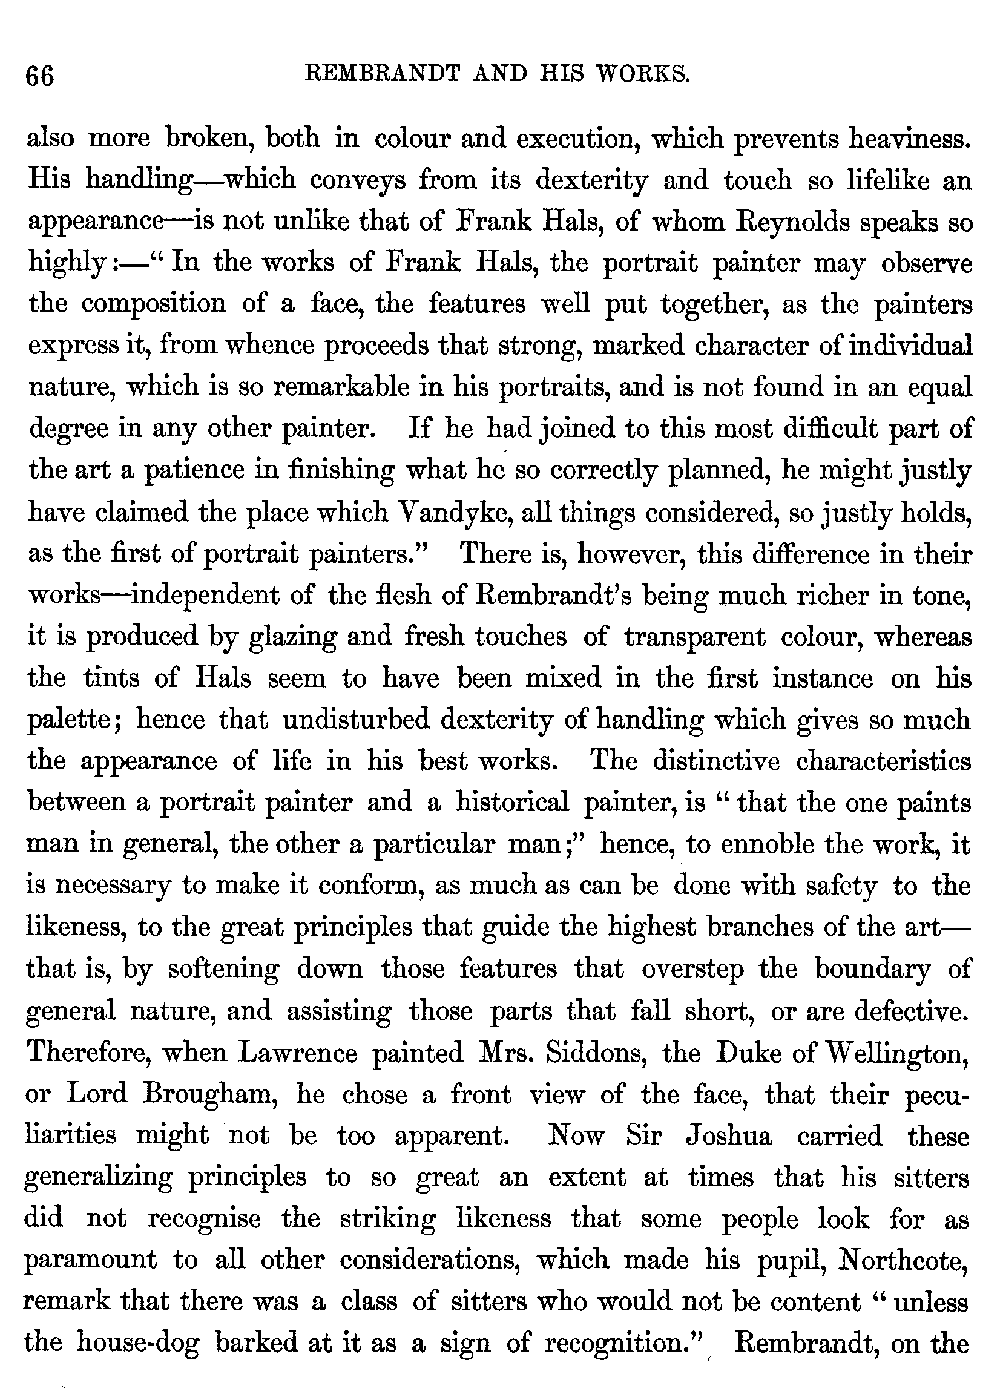 66 REMBRANDT AND HIS WORKS.
also more broken, both in colour and execution, which prevents heaviness.
His handling—which conveys from its dexterity and touch so lifelike an
appearance—is not unlike that of Frank Hals, of whom Reynolds speaks so
highly:—“ In the works of Frank Hals, the portrait painter may observe
the composition of a face, the features well put together, as the painters
express it, from whence proceeds that strong, marked character of individual
nature, which is so remarkable in his portraits, and is not found in an equal
degree in any other painter. If he had joined to this most difficult part of
the art a patience in finishing what he so correctly planned, he might justly
have claimed the place which Vandyke, all things considered, so justly holds,
as the first of portrait painters.” There is, however, this difference in their
works—independent of the flesh of Rembrandt’s being much richer in tone,
it is produced by glazing and fresh touches of transparent colour, whereas
the tints of Hals seem to have been mixed in the first instance on his
palette; hence that undisturbed dexterity of handling which gives so much
the appearance of life in his best works. The distinctive characteristics
between a portrait painter and a historical painter, is “ that the one paints
man in general, the other a particular man;” hence, to ennoble the work, it
is necessary to make it conform, as much as can be done with safety to the
likeness, to the great principles that guide the highest branches of the art—
that is, by softening down those features that overstep the boundary of
general nature, and assisting those parts that fall short, or are defective.
Therefore, when Lawrence painted Mrs. Siddons, the Duke of Wellington,
or Lord Brougham, he chose a front view of the face, that their pecu-
liarities might not be too apparent. Now Sir Joshua carried these
generalizing principles to so great an extent at times that his sitters
did not recognise the striking likeness that some people look for as
paramount to all other considerations, which made his pupil, Northcote,
remark that there was a class of sitters who would not be content “ unless
the house-dog barked at it as a sign of recognition.” Rembrandt, on the